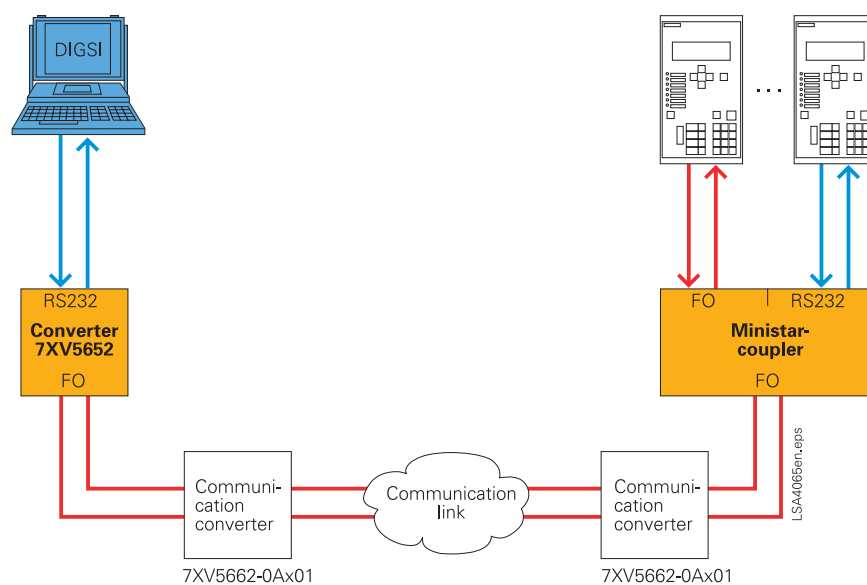 DIGSI
...
RS232
Converter
7XV5652
FO
FO
RS232
Ministar-
coupler
FO
LSA4065en.eps
Communi-
cation
converter
7XV5662-0Ax01
Communication
link
Communi-
cation
converter
7XV5662-0Ax01